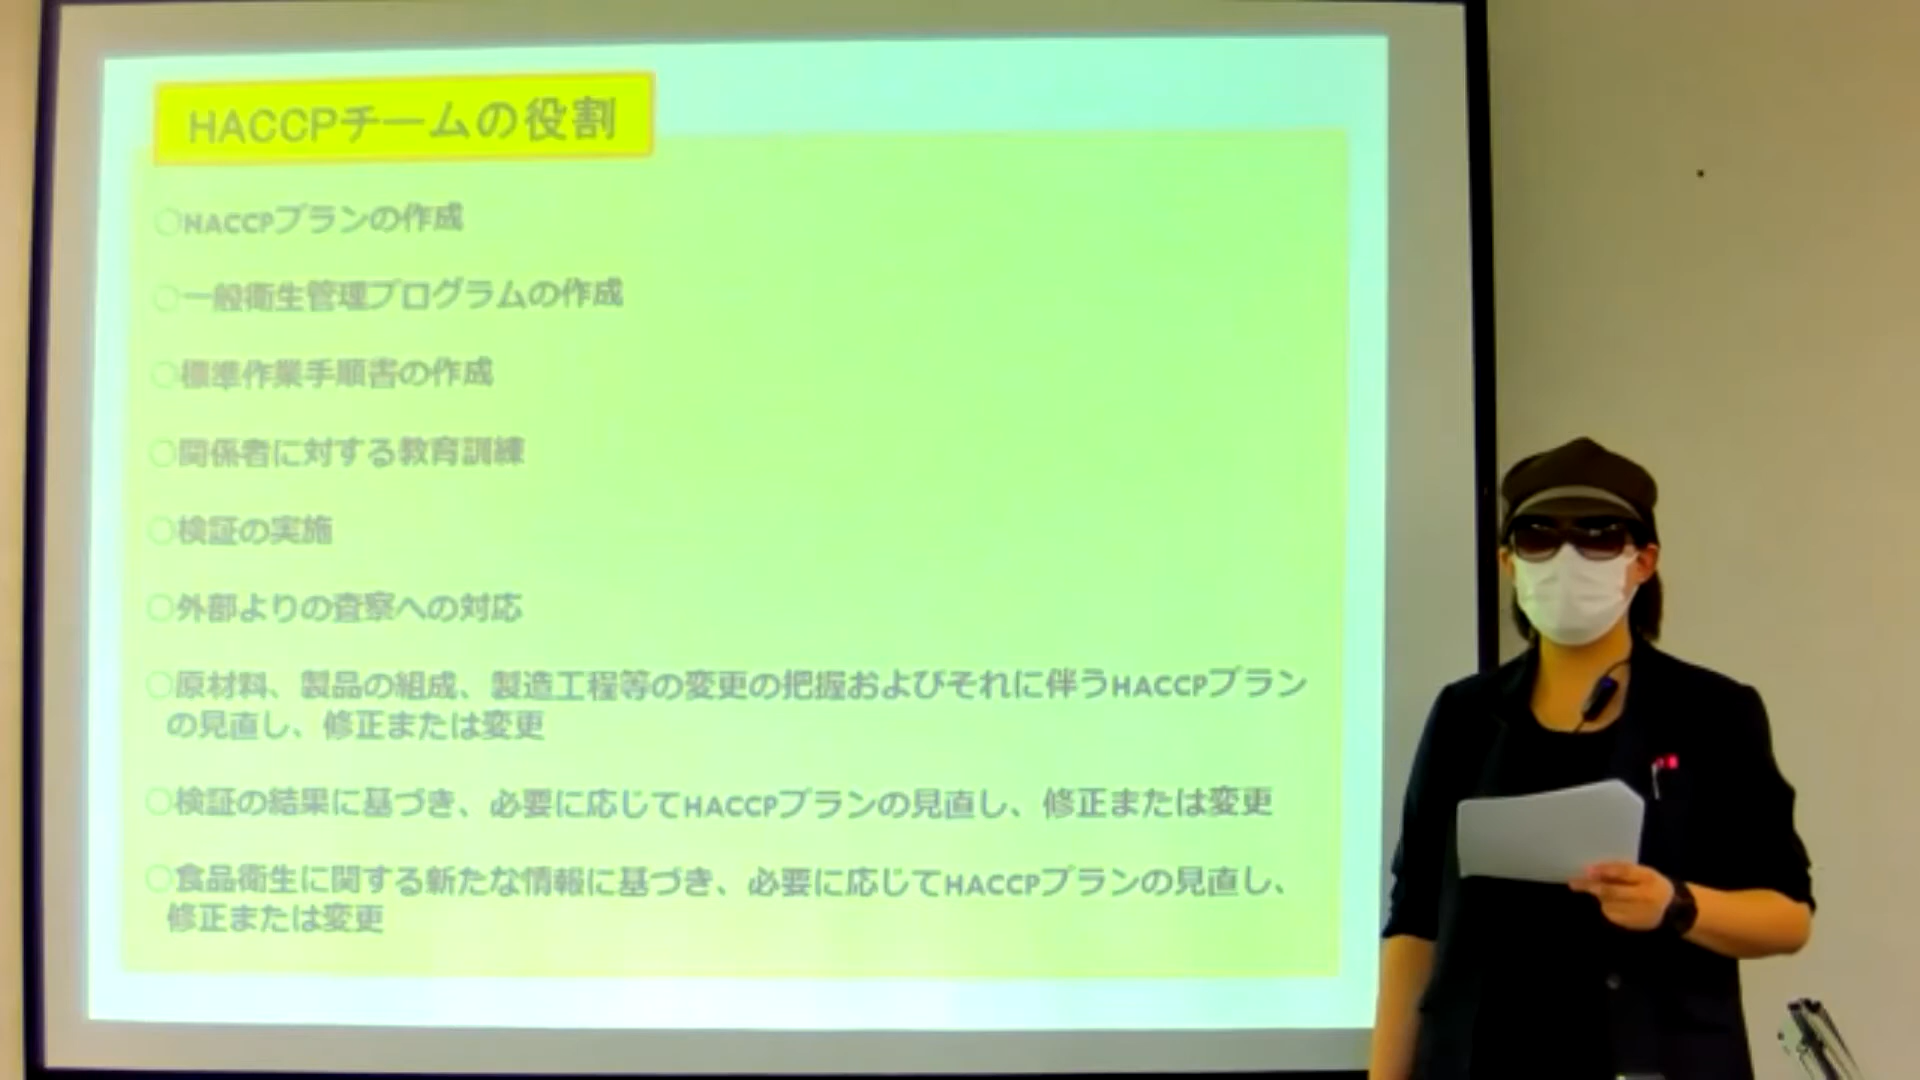 HACCPチームの役割
○HACCPプランの作成
○一般衛生管理プログラムの作成
○標準作業手順書の作成
○関係者に対する教育訓練
○検証の実施
○外部よりの査察への対応
○原材料、製品の組成、製造工程等の変更の把握およびそれに伴うHACCPプラン
の見直し、修正または変更
○検証の結果に基づき、必要に応じてHACCPプランの見直し、修正または変更
○食品衛生に関する新たな情報に基づき、必要に応じてHACCPプランの見直し、
修正または変更